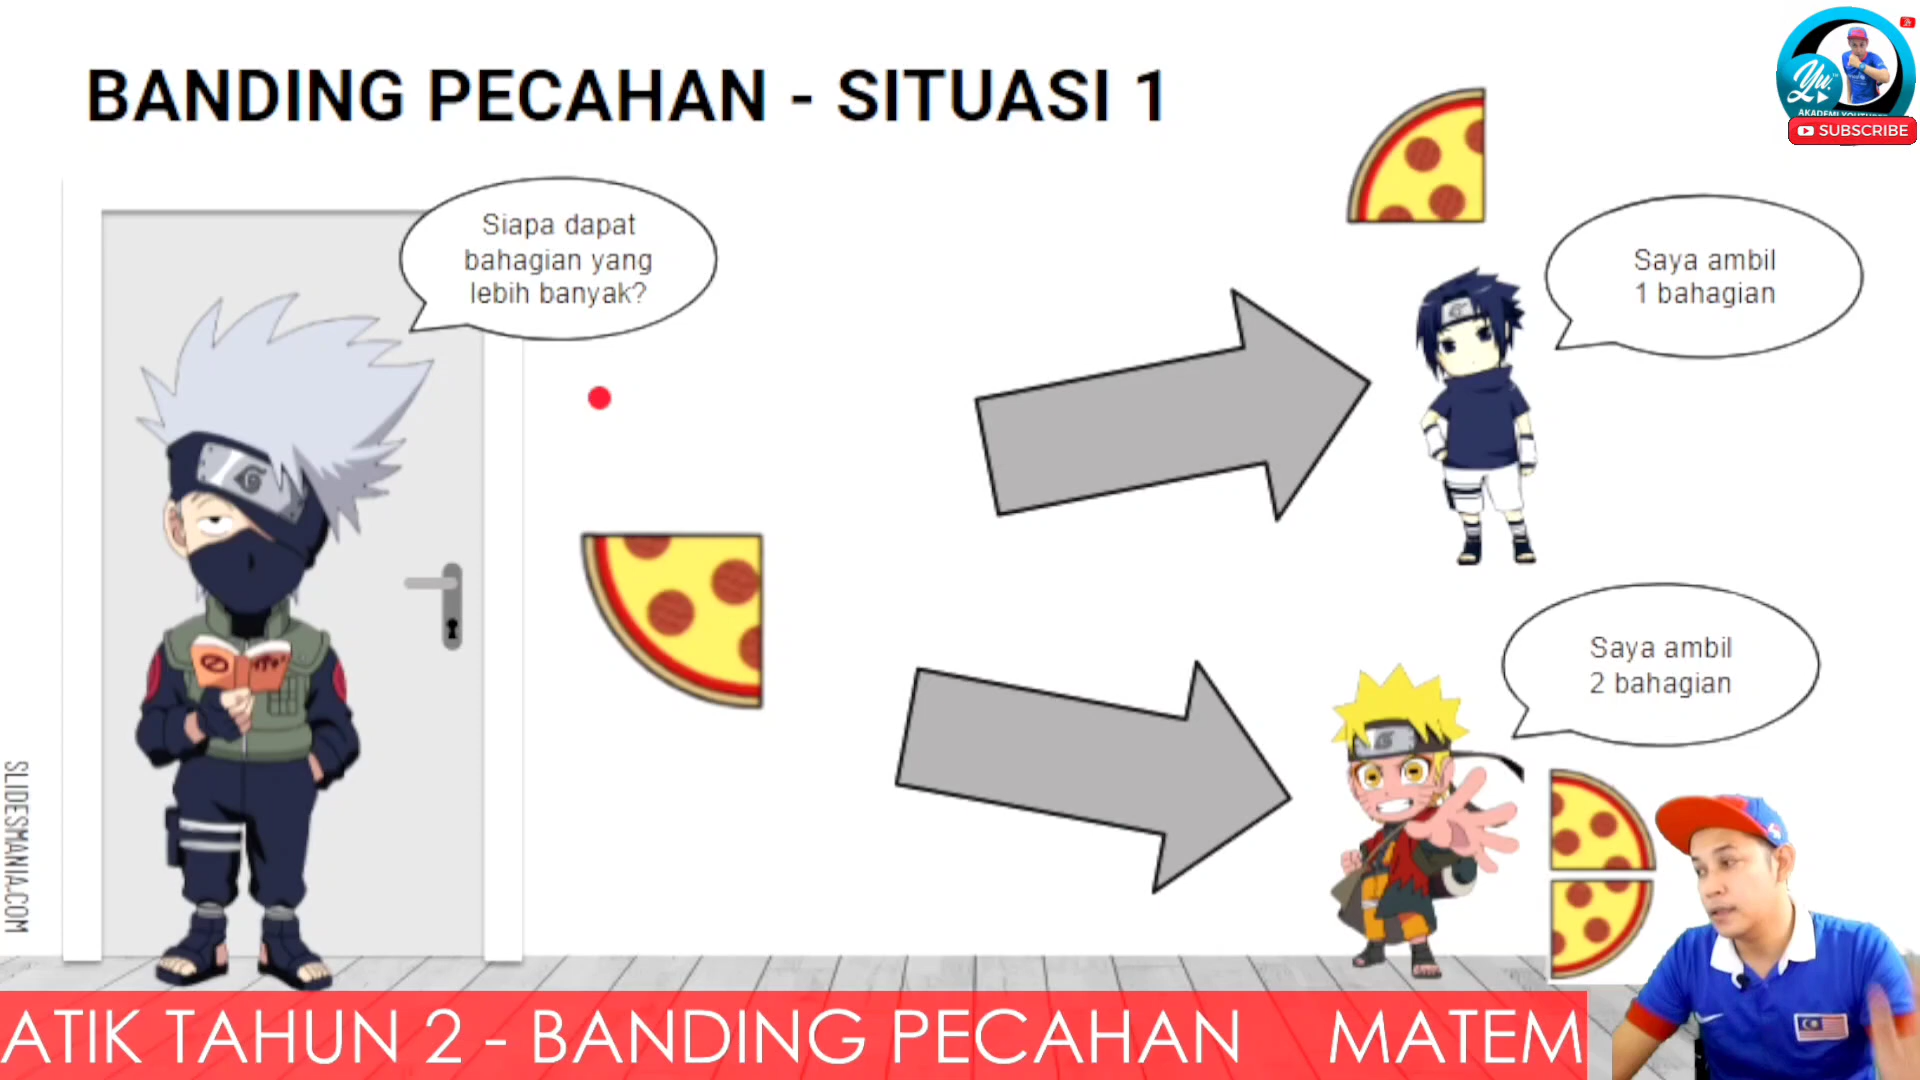 BANDING PECAHAN - SITUASI 1
Siapa dapat
bahagian yang
lebih banyak?
Saya ambil
1 bahagian
Saya ambil
2 bahagian
SLIDESMANIA.COM
SUBSCRIBE
ATIK TAHUN 2 - BANDING PECAHAN MATEM